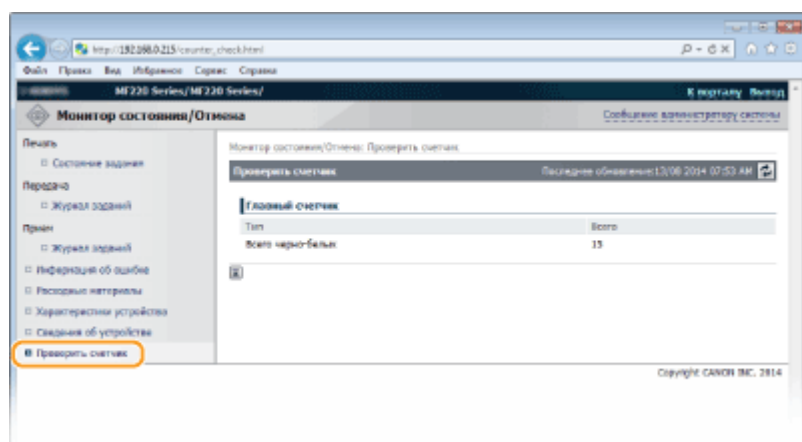 http://192.168.0.215/counter_check.html
Файл Правка Вид Избранное Сервис Справка
MF220 Series/MF220 Series/
К порталу Выход
Монитор состояния/Отмена
Сообщение администратору системы
Печать
Состояние задания
Передача
Журнал заданий
Прием
Журнал заданий
Информация об ошибке
Расходные материалы
Характеристики устройства
Сведения об устройстве
Проверить счетчик
Монитор состояния/Отмена: Проверить счетчик
Проверить счетчик
Последнее обновление:13/08 2014 07:53 AM
Главный счетчик
Тип Всего
Всего черно-белых 15
Copyright CANON INC. 2014